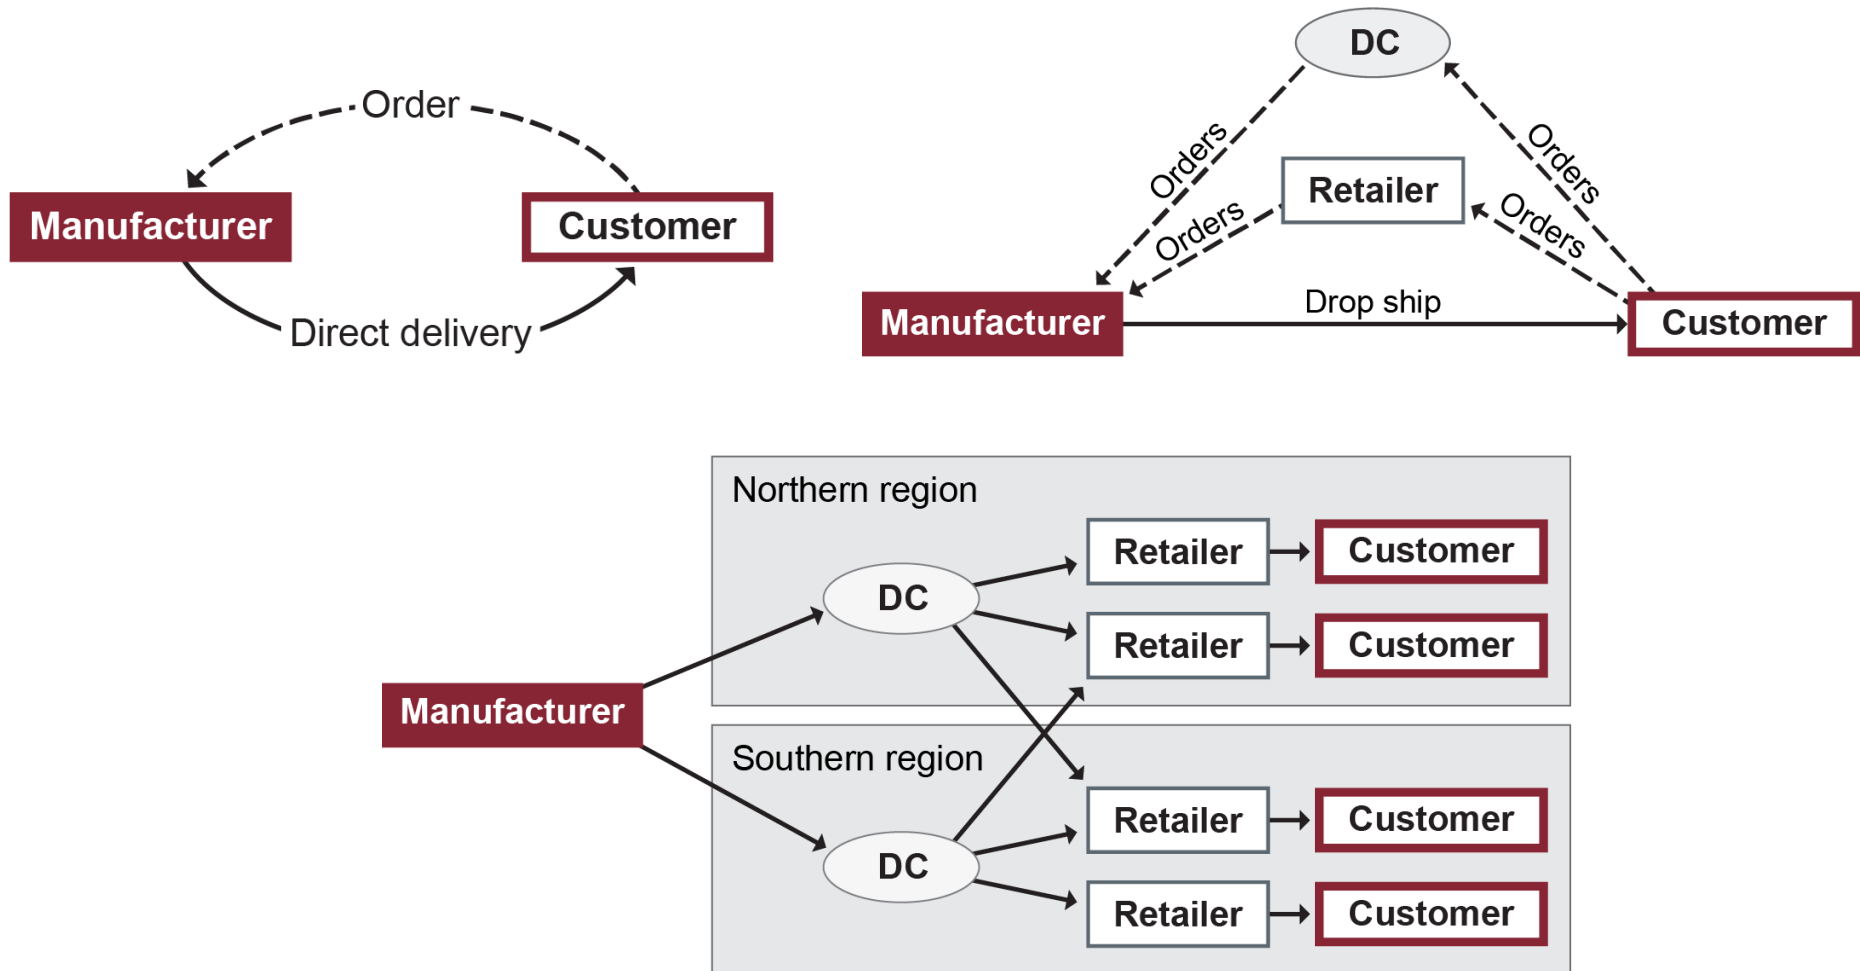 Order
Manufacturer
Customer
Direct delivery
DC
Orders
Orders
Retailer
Orders
Orders
Drop ship
Manufacturer
Customer
Northern region
DC
Retailer
Customer
Retailer
Customer
Manufacturer
Southern region
DC
Retailer
Customer
Retailer
Customer